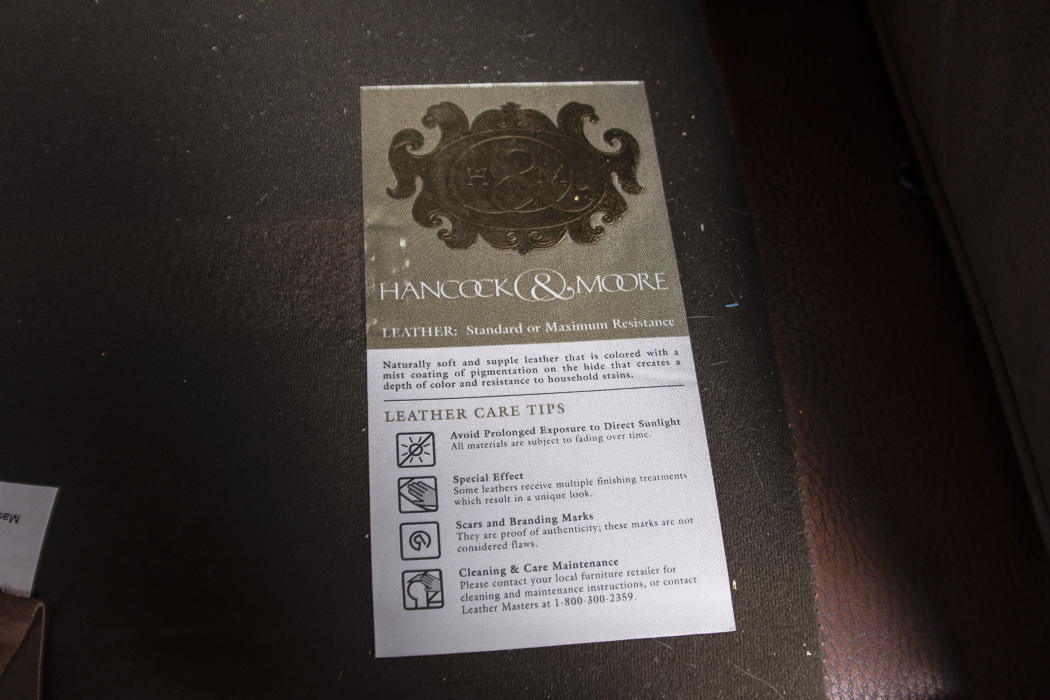 H & M
HANCOCK & MOORE
LEATHER: Standard or Maximum Resistance
Naturally soft and supple leather that is colored with a
mist coating of pigmentation on the hide that creates a
depth of color and resistance to household stains.
LEATHER CARE TIPS
Avoid Prolonged Exposure to Direct Sunlight
All materials are subject to fading over time.
Special Effect
Some leathers receive multiple finishing treatments
which result in a unique look.
Scars and Branding Marks
They are proof of authenticity; these marks are not
considered flaws.
Cleaning & Care Maintenance
Please contact your local furniture retailer for
cleaning and maintenance instructions, or contact
Leather Masters at 1-800-300-2359.